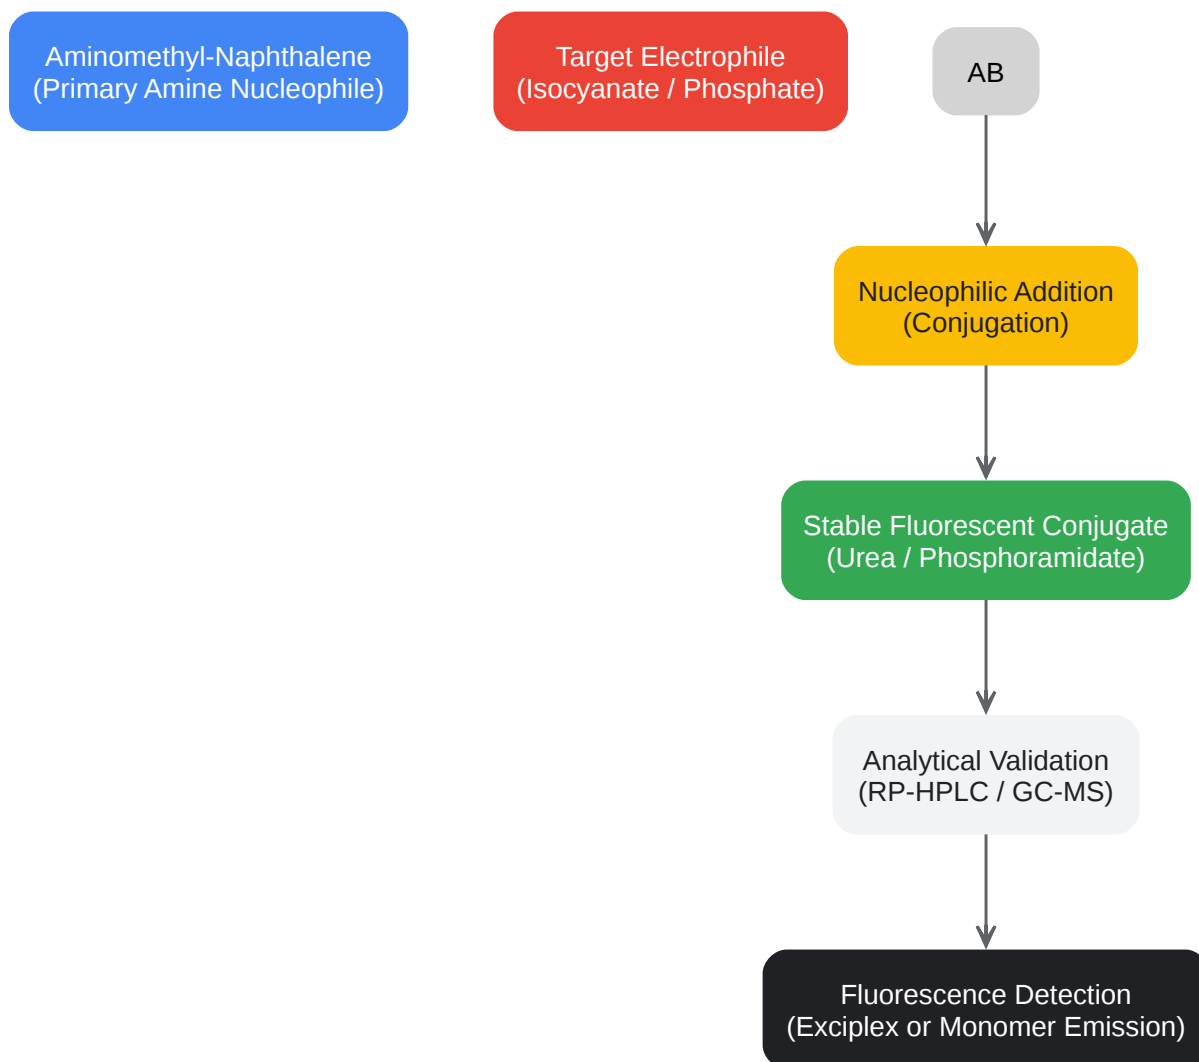 Aminomethyl-Naphthalene
(Primary Amine Nucleophile)
Target Electrophile
(Isocyanate / Phosphate)
AB
Nucleophilic Addition
(Conjugation)
Stable Fluorescent Conjugate
(Urea / Phosphoramidate)
Analytical Validation
(RP-HPLC / GC-MS)
Fluorescence Detection
(Exciplex or Monomer Emission)